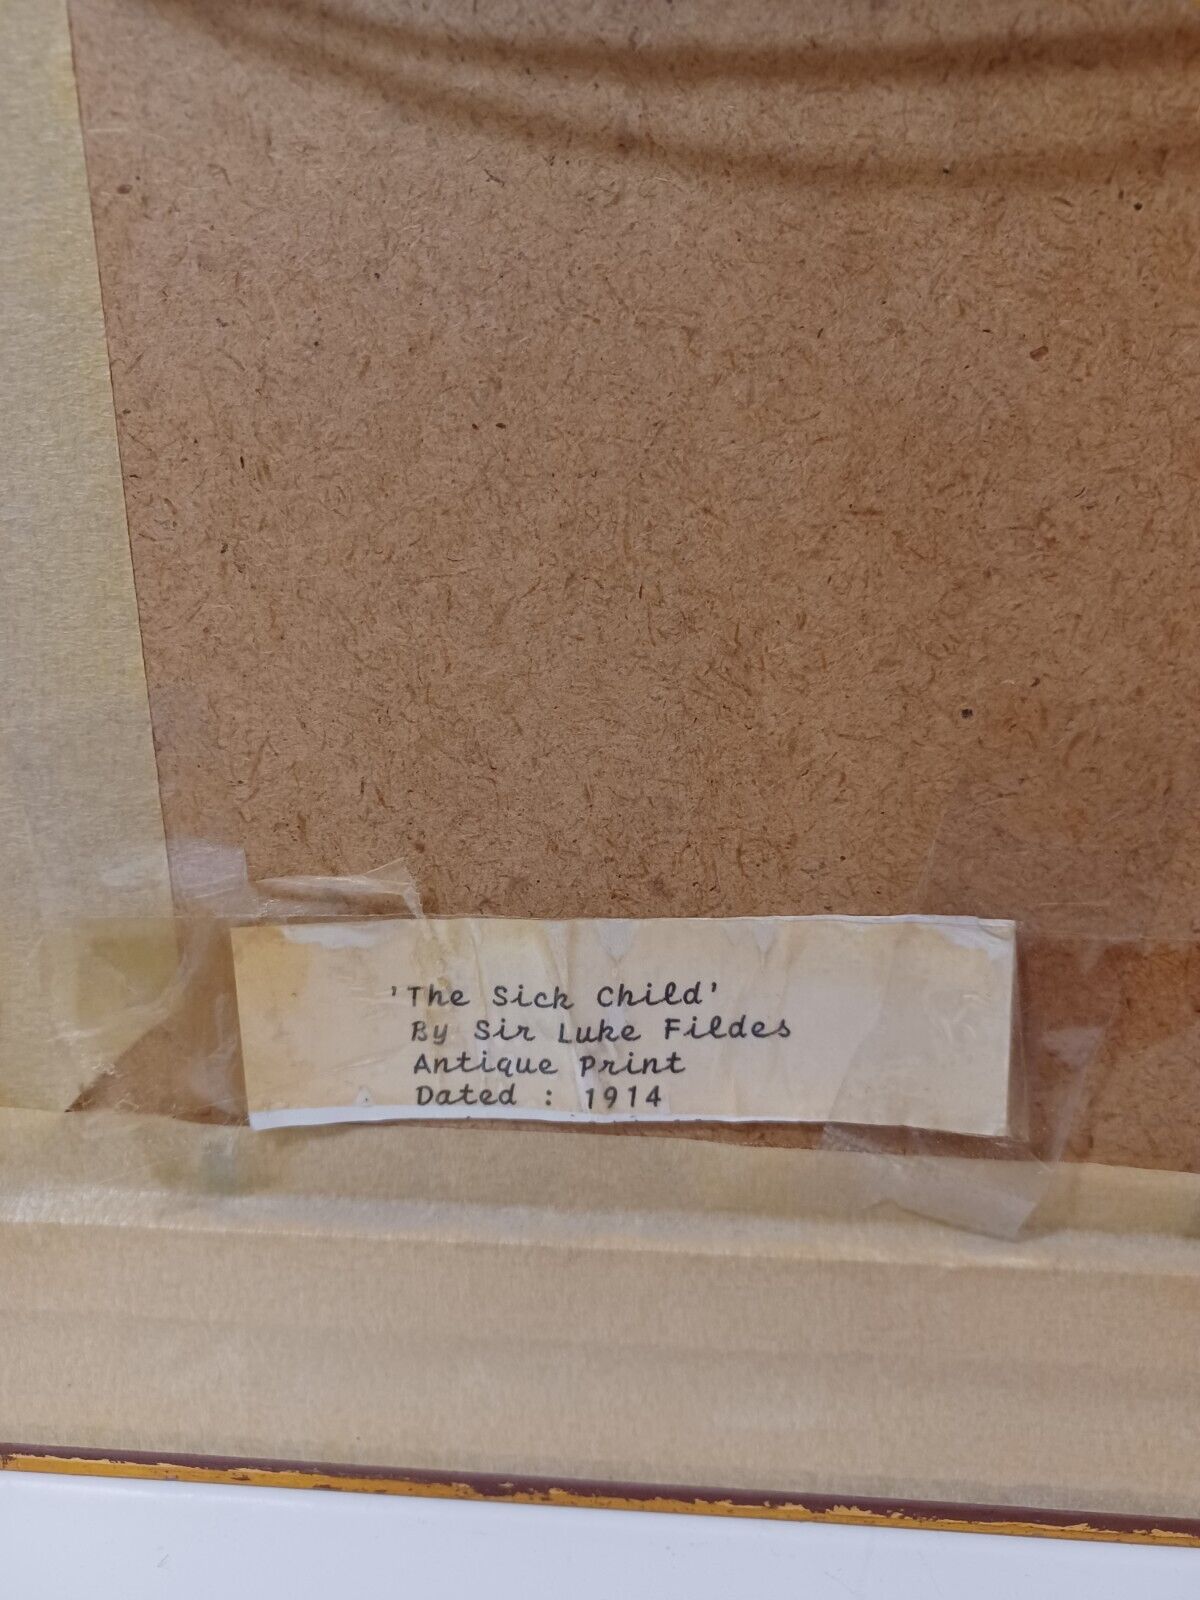 'The Sick Child'
By Sir Luke Fildes
Antique Print
Dated : 1914